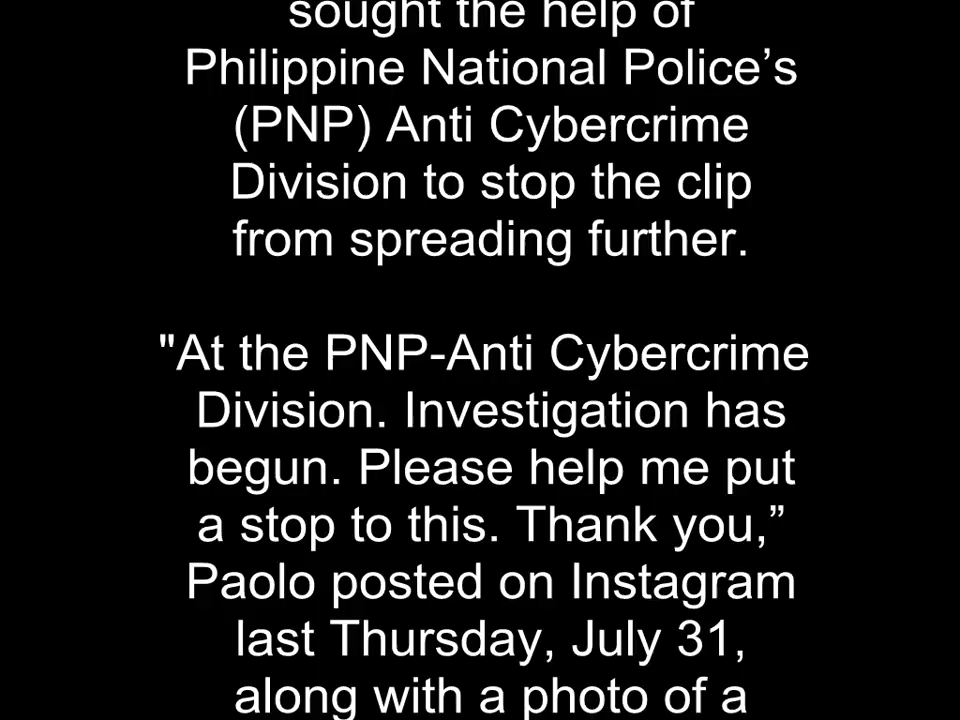 sought the help of
Philippine National Police’s
(PNP) Anti Cybercrime
Division to stop the clip
from spreading further.
"At the PNP-Anti Cybercrime
Division. Investigation has
begun. Please help me put
a stop to this. Thank you,”
Paolo posted on Instagram
last Thursday, July 31,
along with a photo of a